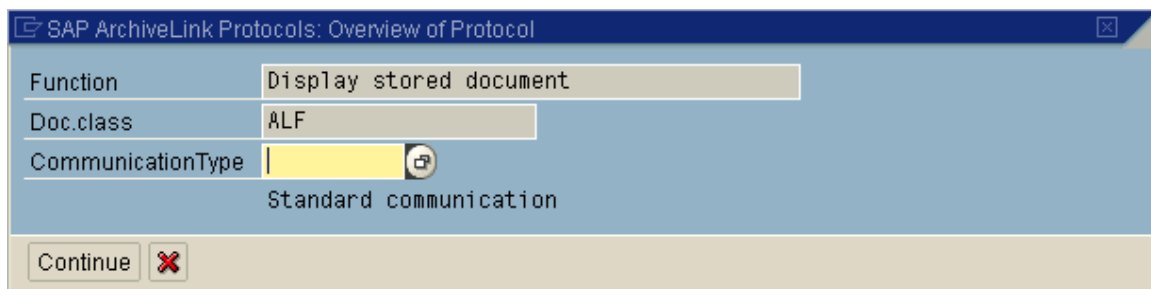 SAP ArchiveLink Protocols: Overview of Protocol
Function Display stored document
Doc.class ALF
CommunicationType
Standard communication
Continue